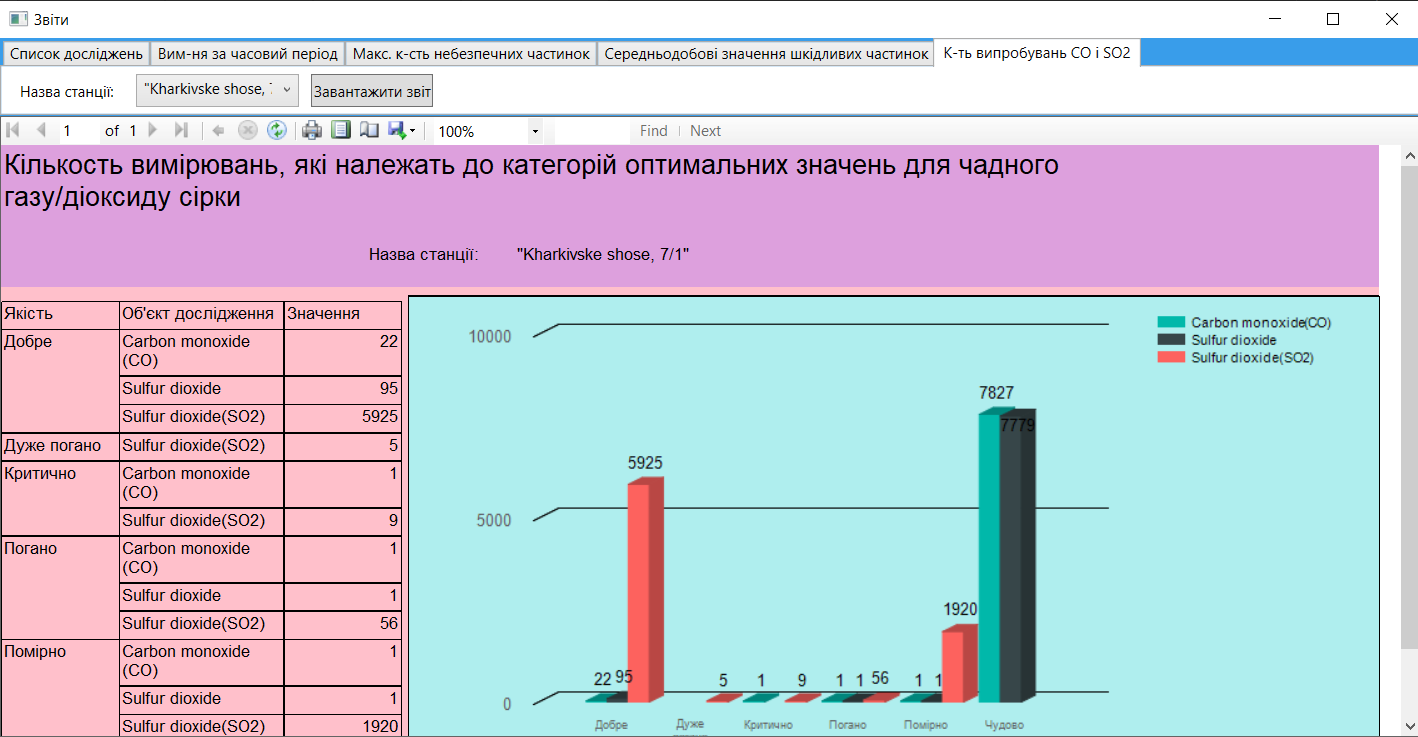 Звіти
Список досліджень
Вим-ня за часовий період
Макс. к-сть небезпечних частинок
Середньодобові значення шкідливих частинок
К-ть випробувань CO і SO2
Назва станції:
"Kharkivske shose,
Завантажити звіт
1 of 1
100%
Find | Next
Кількость вимірювань, які належать до категорій оптимальних значень для чадного
газу/діоксиду сірки
Назва станції: "Kharkivske shose, 7/1"
Якість Об'єкт дослідження Значення
Добре Carbon monoxide (CO) 22
Sulfur dioxide 95
Sulfur dioxide(SO2) 5925
Дуже погано Sulfur dioxide(SO2) 5
Критично Carbon monoxide (CO) 1
Sulfur dioxide(SO2) 9
Погано Carbon monoxide (CO) 1
Sulfur dioxide 1
Sulfur dioxide(SO2) 56
Помірно Carbon monoxide (CO) 1
Sulfur dioxide 1
Sulfur dioxide(SO2) 1920
10000
5000
0
22 95 5925 5 1 9 1 1 56 1 1 1920 7827 7779
Добре Дуже Критично Погано Помірно Чудово
Carbon monoxide(CO)
Sulfur dioxide
Sulfur dioxide(SO2)